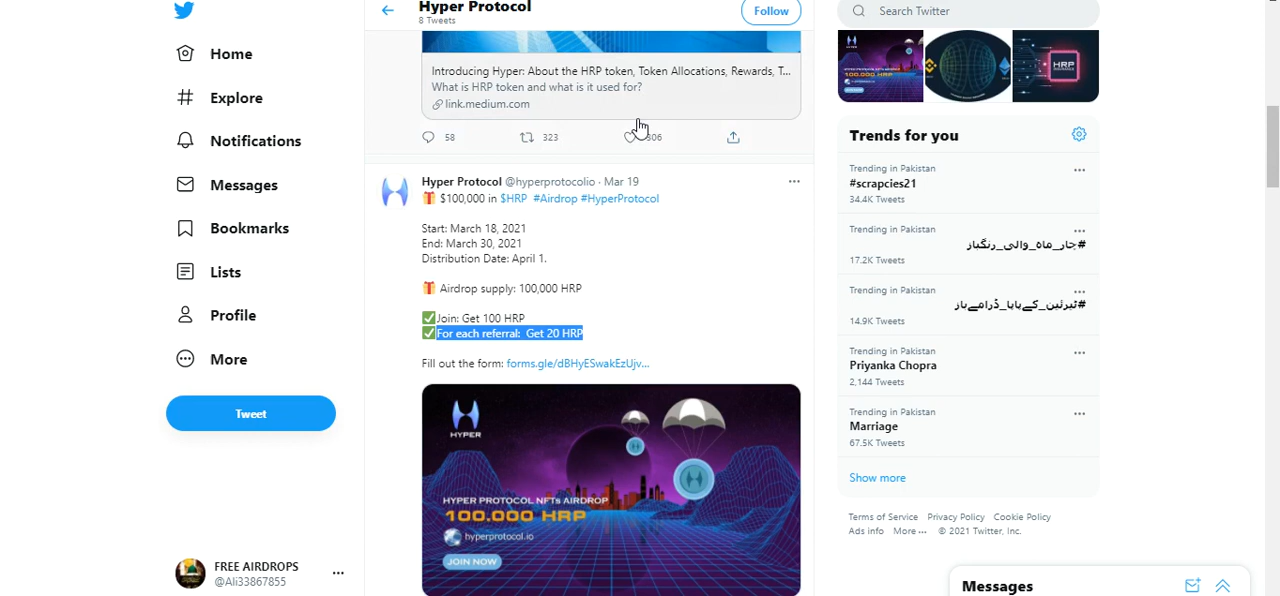 Home
Explore
Notifications
Messages
Bookmarks
Lists
Profile
More
Tweet
FREE AIRDROPS
@Ali33867855
Hyper Protocol
8 Tweets
Follow
Introducing Hyper: About the HRP token, Token Allocations, Rewards, T...
What is HRP token and what is it used for?
link.medium.com
58 323 306
Hyper Protocol @hyperprotocolio · Mar 19
$100,000 in $HRP #Airdrop #HyperProtocol
Start: March 18, 2021
End: March 30, 2021
Distribution Date: April 1.
Airdrop supply: 100,000 HRP
Join: Get 100 HRP
For each referral: Get 20 HRP
Fill out the form: forms.gle/dBHyESwakEzUjv...
HYPER
HYPER PROTOCOL NFTs AIRDROP
100.000 HRP
hyperprotocol.io
JOIN NOW
Search Twitter
HRP
Trends for you
Trending in Pakistan
#scrapcies21
34.4K Tweets
Trending in Pakistan
#چار_ماہ_والی_رنگباز
17.2K Tweets
Trending in Pakistan
14.9K Tweets
Trending in Pakistan
Priyanka Chopra
2,144 Tweets
Trending in Pakistan
Marriage
67.5K Tweets
Show more
Terms of Service Privacy Policy Cookie Policy
Ads info More ··· © 2021 Twitter, Inc.
Messages